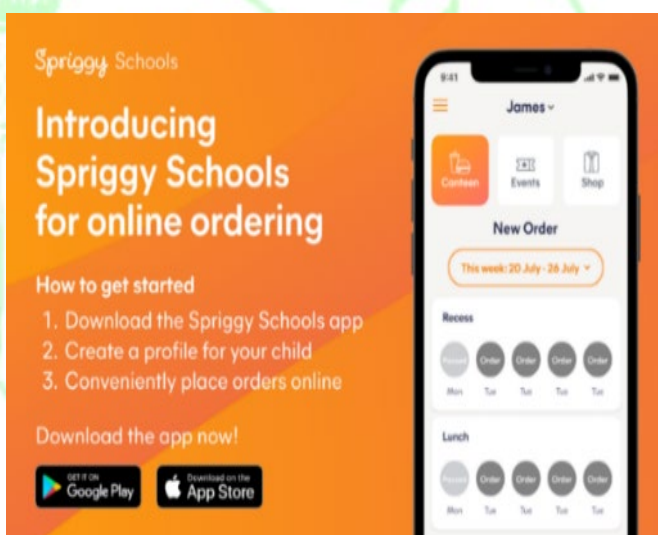 Spriggy Schools
Introducing
Spriggy Schools
for online ordering
How to get started
1. Download the Spriggy Schools app
2. Create a profile for your child
3. Conveniently place orders online
Download the app now!
GET IT ON
Google Play
Download on the
App Store
9:41
James
Canteen Events Shop
New Order
This week: 20 July - 26 July
Recess
Order Order Order Order
Mon Tue Tue Tue Tue
Lunch
Order Order Order Order
Mon Tue Tue Tue Tue